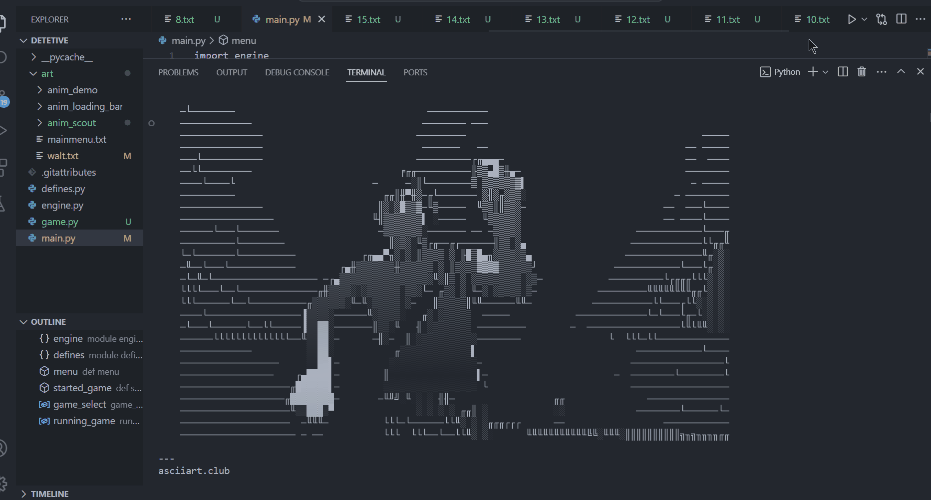 EXPLORER
8.txt U
main.py M
15.txt U
14.txt U
13.txt U
12.txt U
11.txt U
10.txt
DETETIVE
main.py > menu
1 import engine
__pycache__
art
anim_demo
anim_loading_bar
anim_scout
mainmenu.txt
walt.txt M
.gitattributes
defines.py
engine.py
game.py U
main.py M
PROBLEMS OUTPUT DEBUG CONSOLE TERMINAL PORTS
Python
OUTLINE
engine module engi...
defines module defi...
menu def menu
started_game def s...
game_select game ...
running_game run...
TIMELINE
---
asciiart.club